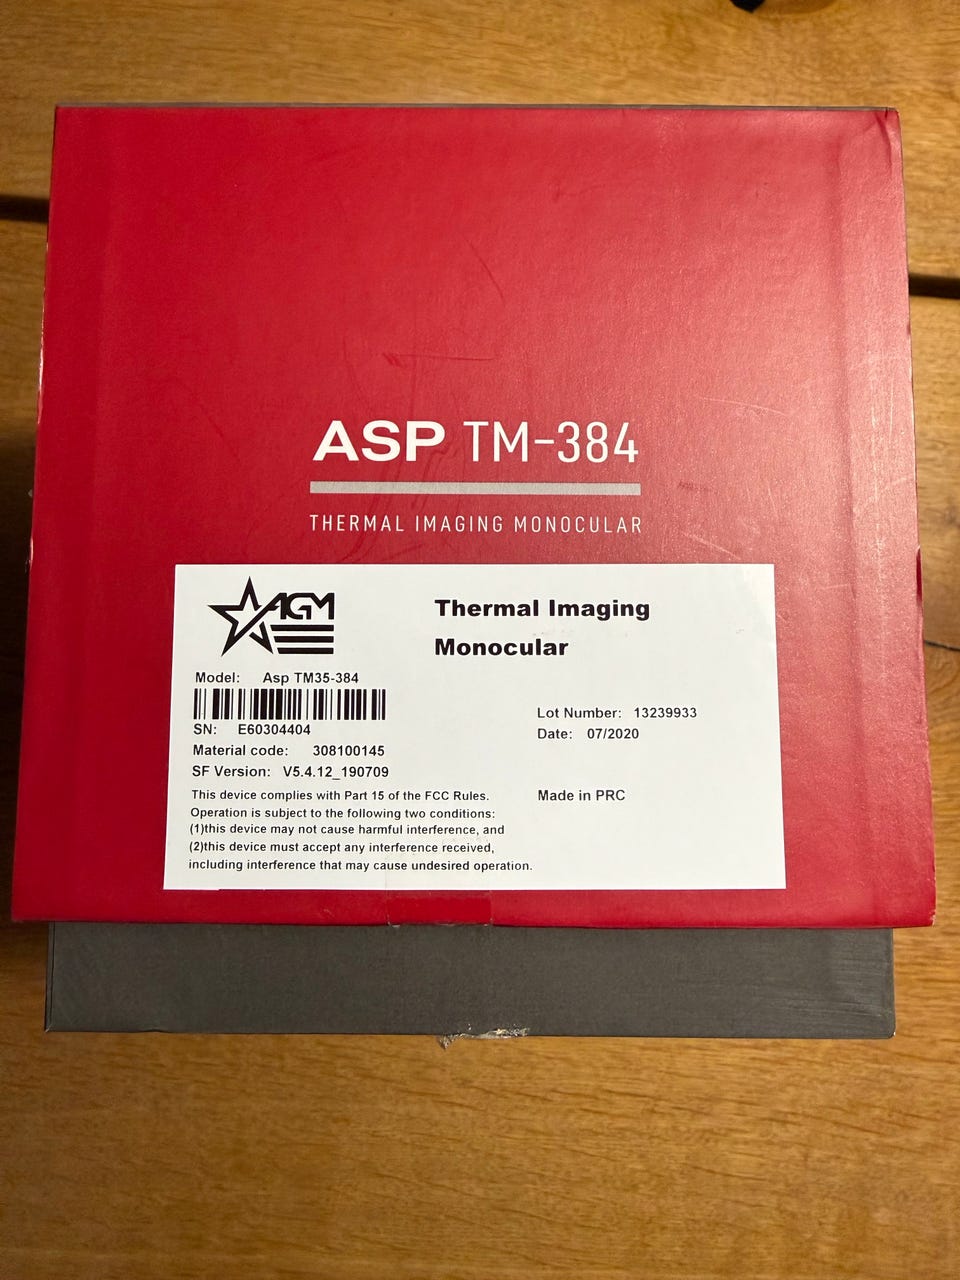 ASP TM-384
THERMAL IMAGING MONOCULAR
AGM
Thermal Imaging
Monocular
Model: Asp TM35-384
SN: E60304404
Material code: 308100145
SF Version: V5.4.12_190709
Lot Number: 13239933
Date: 07/2020
This device complies with Part 15 of the FCC Rules.
Operation is subject to the following two conditions:
(1)this device may not cause harmful interference, and
(2)this device must accept any interference received,
including interference that may cause undesired operation.
Made in PRC